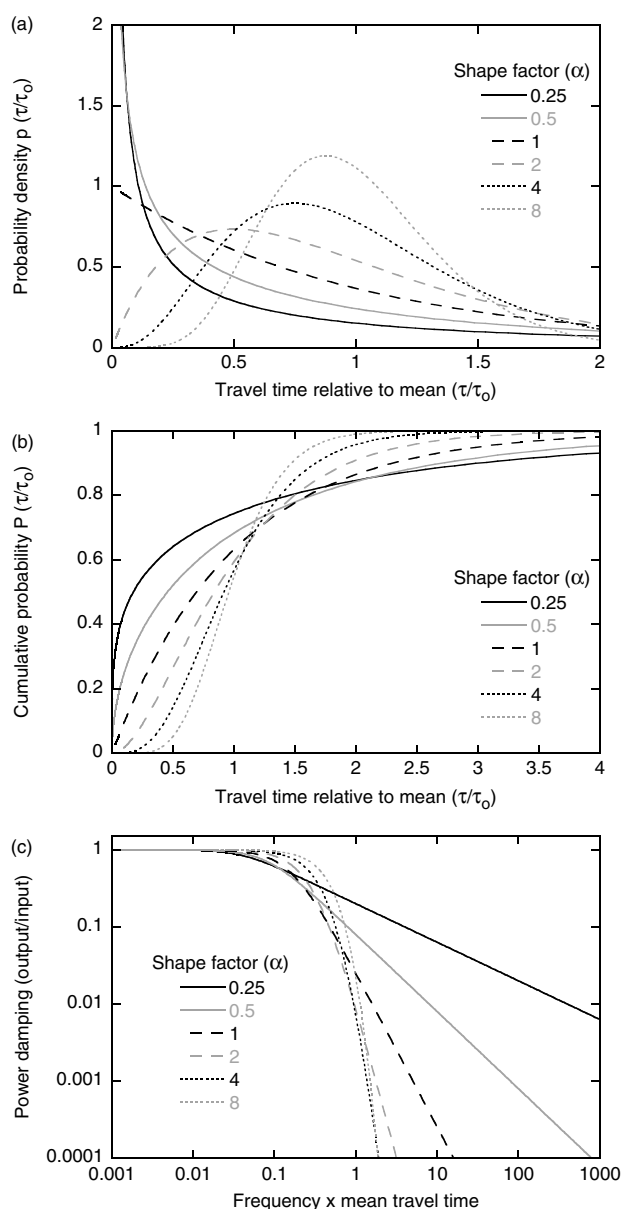 (a)
2
1.5
1
0.5
0
Probability density p (τ/τo)
Shape factor (α)
0.25
0.5
1
2
4
8
0 0.5 1 1.5 2
Travel time relative to mean (τ/τo)
(b)
1
0.8
0.6
0.4
0.2
0
Cumulative probability P (τ/τo)
Shape factor (α)
0.25
0.5
1
2
4
8
0 0.5 1 1.5 2 2.5 3 3.5 4
Travel time relative to mean (τ/τo)
(c)
1
0.1
0.01
0.001
0.0001
Power damping (output/input)
Shape factor (α)
0.25
0.5
1
2
4
8
0.001 0.01 0.1 1 10 100 1000
Frequency x mean travel time